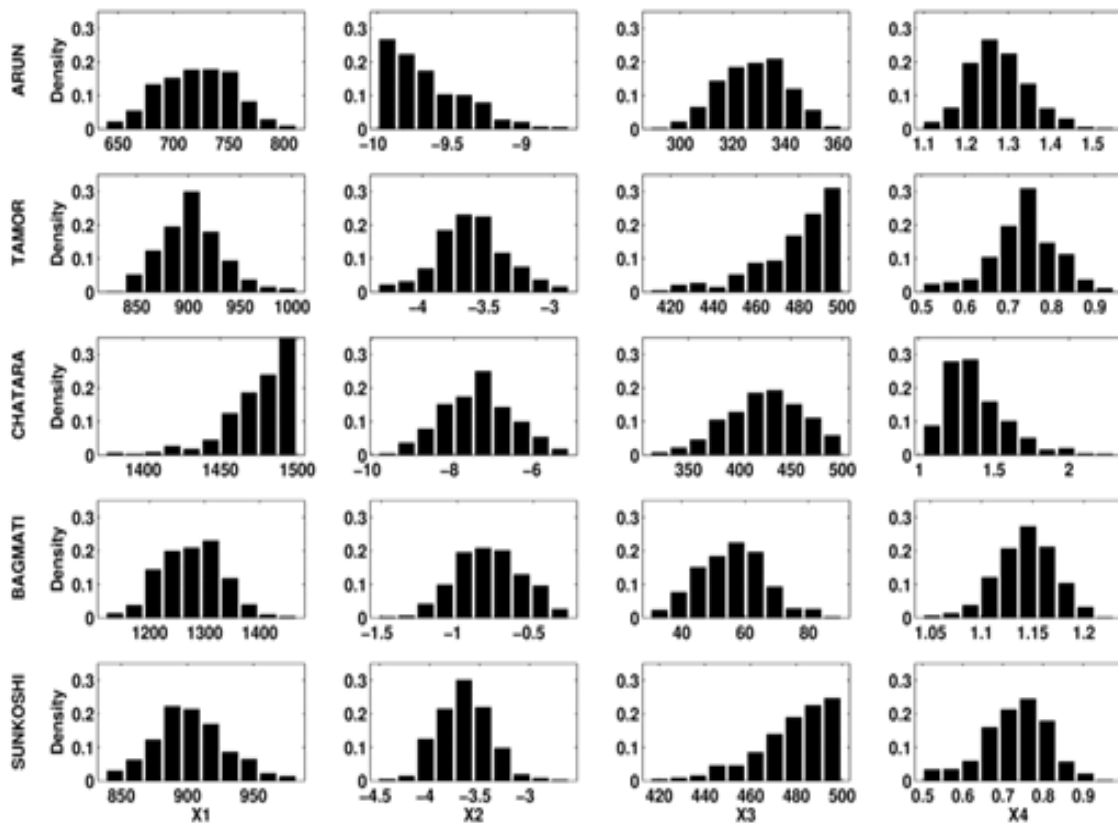 0.3 0.3 0.3 0.3
0.2 0.2 0.2 0.2
0.1 0.1 0.1 0.1
0 0 0 0
ARUN
Density
650 700 750 800 -10 -9.5 -9 300 320 340 360 1.1 1.2 1.3 1.4 1.5
0.3 0.3 0.3 0.3
0.2 0.2 0.2 0.2
0.1 0.1 0.1 0.1
0 0 0 0
TAMOR
Density
850 900 950 1000 -4 -3.5 -3 420 440 460 480 500 0.5 0.6 0.7 0.8 0.9
0.3 0.3 0.3 0.3
0.2 0.2 0.2 0.2
0.1 0.1 0.1 0.1
0 0 0 0
CHATARA
Density
1400 1450 1500 -10 -8 -6 350 400 450 500 1 1.5 2
0.3 0.3 0.3 0.3
0.2 0.2 0.2 0.2
0.1 0.1 0.1 0.1
0 0 0 0
BAGMATI
Density
1200 1300 1400 -1.5 -1 -0.5 40 60 80 1.05 1.1 1.15 1.2
0.3 0.3 0.3 0.3
0.2 0.2 0.2 0.2
0.1 0.1 0.1 0.1
0 0 0 0
SUNKOSHI
Density
850 900 950 -4.5 -4 -3.5 -3 420 440 460 480 500 0.5 0.6 0.7 0.8 0.9
X1 X2 X3 X4